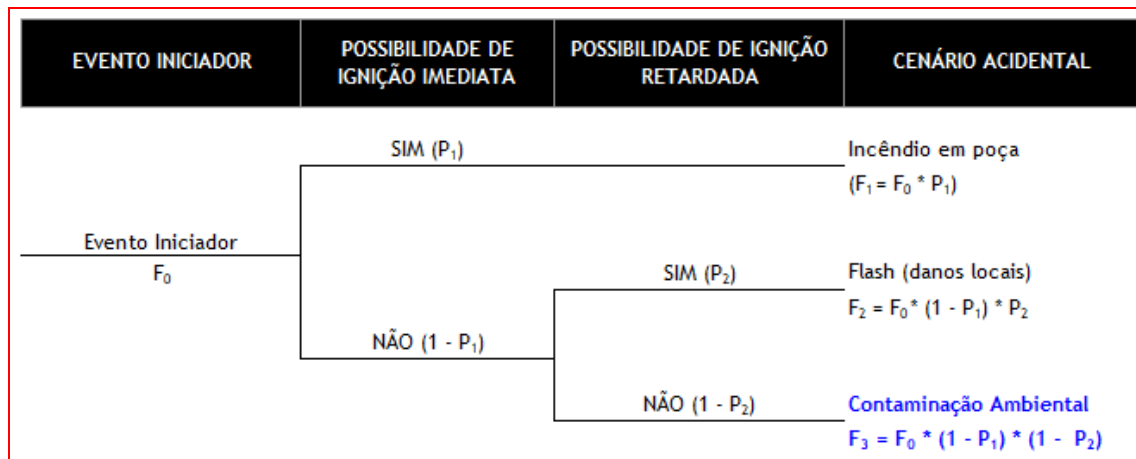 EVENTO INICIADOR
POSSIBILIDADE DE
IGNIÇÃO IMEDIATA
POSSIBILIDADE DE IGNIÇÃO
RETARDADA
CENÁRIO ACIDENTAL
SIM (P₁)
Incêndio em poça
(F₁ = F₀ * P₁)
Evento Iniciador
F₀
SIM (P₂)
Flash (danos locais)
F₂ = F₀* (1 - P₁) * P₂
NÃO (1 - P₁)
NÃO (1 - P₂)
Contaminação Ambiental
F₃ = F₀ * (1 - P₁) * (1 - P₂)